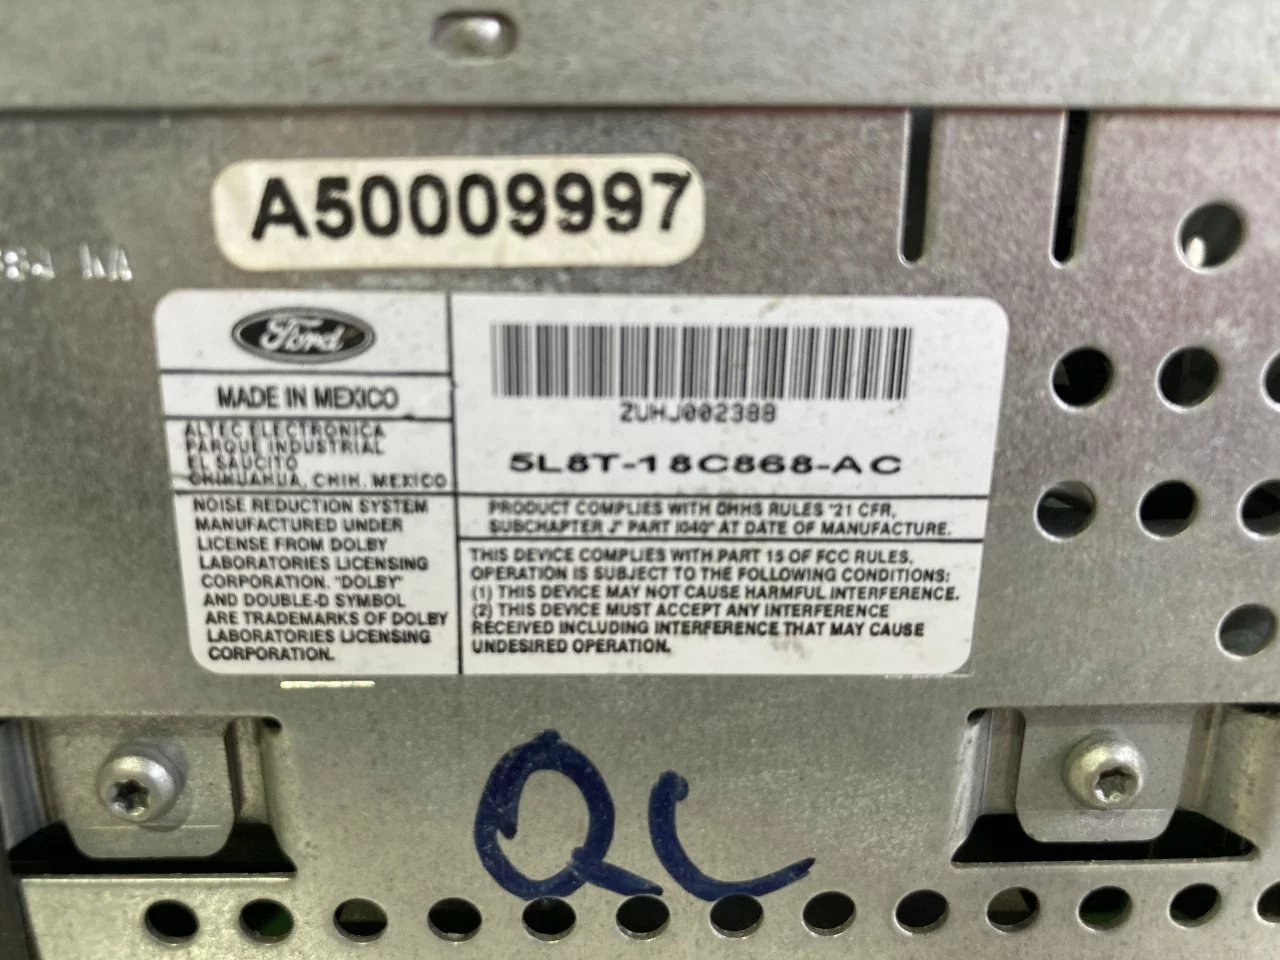 A50009997
Ford
MADE IN MEXICO
ALTEC ELECTRONICA
PARQUE INDUSTRIAL
EL SAUCITO
CHIHUAHUA, CHIH. MEXICO
NOISE REDUCTION SYSTEM
MANUFACTURED UNDER
LICENSE FROM DOLBY
LABORATORIES LICENSING
CORPORATION. "DOLBY"
AND DOUBLE-D SYMBOL
ARE TRADEMARKS OF DOLBY
LABORATORIES LICENSING
CORPORATION.
ZUHJ002388
5L8T-18C868-AC
PRODUCT COMPLIES WITH DHHS RULES "21 CFR,
SUBCHAPTER J" PART 1040" AT DATE OF MANUFACTURE.
THIS DEVICE COMPLIES WITH PART 15 OF FCC RULES,
OPERATION IS SUBJECT TO THE FOLLOWING CONDITIONS:
(1) THIS DEVICE MAY NOT CAUSE HARMFUL INTERFERENCE.
(2) THIS DEVICE MUST ACCEPT ANY INTERFERENCE
RECEIVED INCLUDING INTERFERENCE THAT MAY CAUSE
UNDESIRED OPERATION.
QC